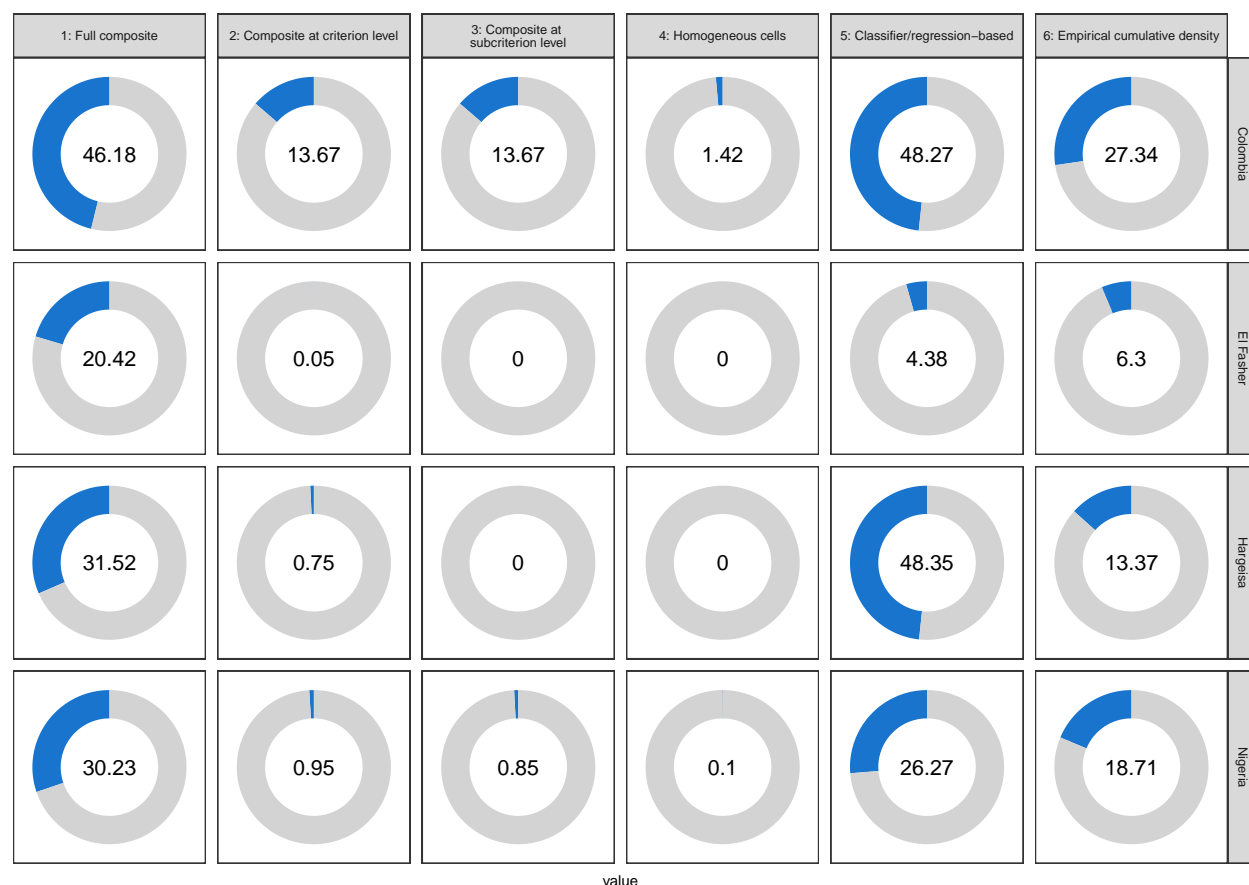 1: Full composite
2: Composite at criterion level
3: Composite at
subcriterion level
4: Homogeneous cells
5: Classifier/regression−based
6: Empirical cumulative density
46.18
13.67
13.67
1.42
48.27
27.34
Colombia
20.42
0.05
0
0
4.38
6.3
El Fasher
31.52
0.75
0
0
48.35
13.37
Hargeisa
30.23
0.95
0.85
0.1
26.27
18.71
Nigeria
value